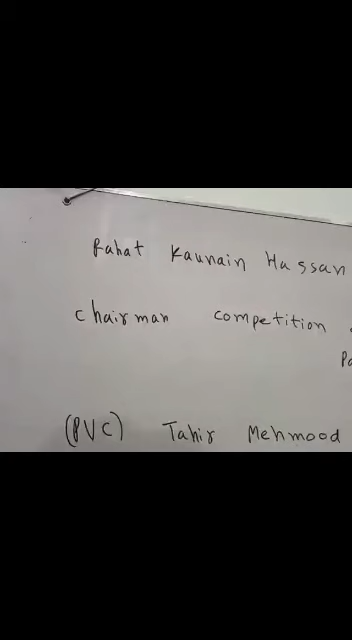 Rahat Kaunain Hassan
Chairman competition
(PVC) Tahir Mehmood